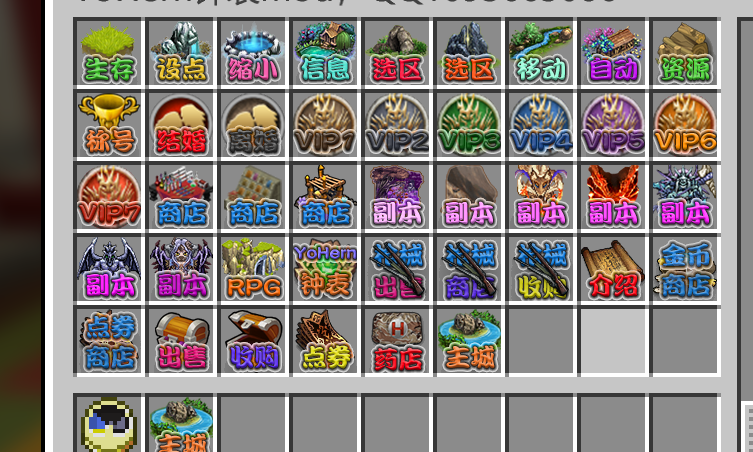 生存 设点 缩小 信息 选区 选区 移动 自动 资源
称号 结婚 离婚 VIP1 VIP2 VIP3 VIP4 VIP5 VIP6
VIP7 商店 商店 商店 副本 副本 副本 副本 副本
副本 副本 RPG YoHern 钟表 出售 商店 收购 介绍 金币 商店
点券 商店 出售 收购 点券 H 药店 主城
主城